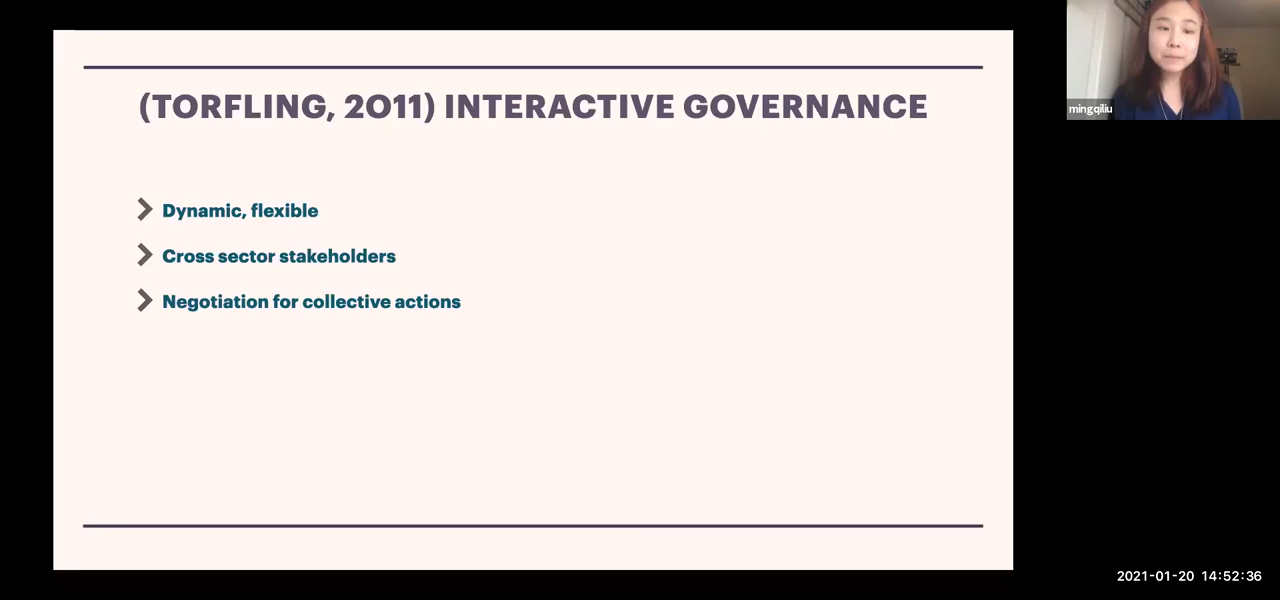 (TORFLING, 2011) INTERACTIVE GOVERNANCE
Dynamic, flexible
Cross sector stakeholders
Negotiation for collective actions
mingqiliu
2021-01-20 14:52:36